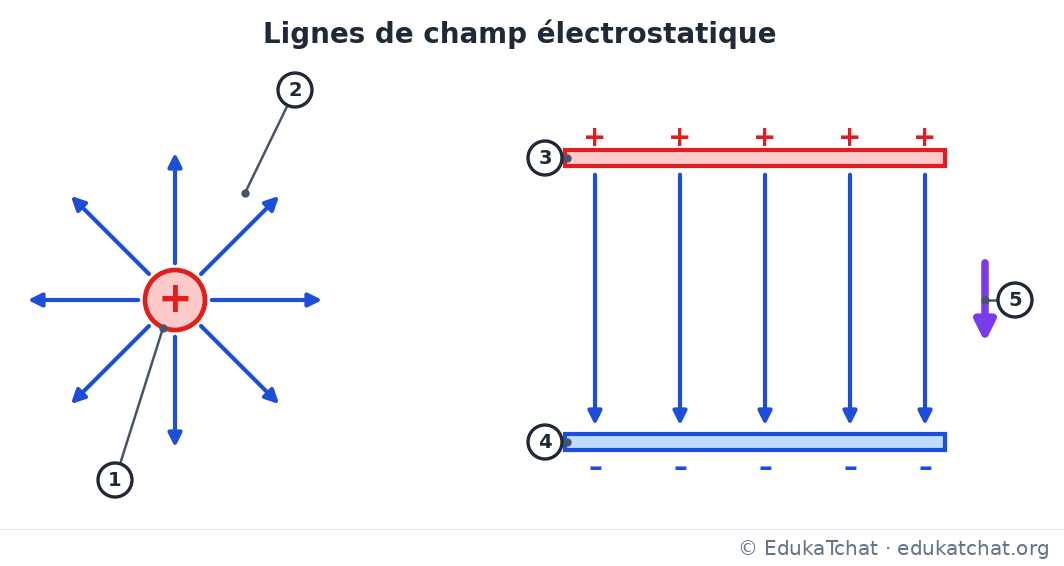 Lignes de champ électrostatique
2
+ + + + +
3
+
5
4
– – – – –
1
© EdukaTchat · edukatchat.org